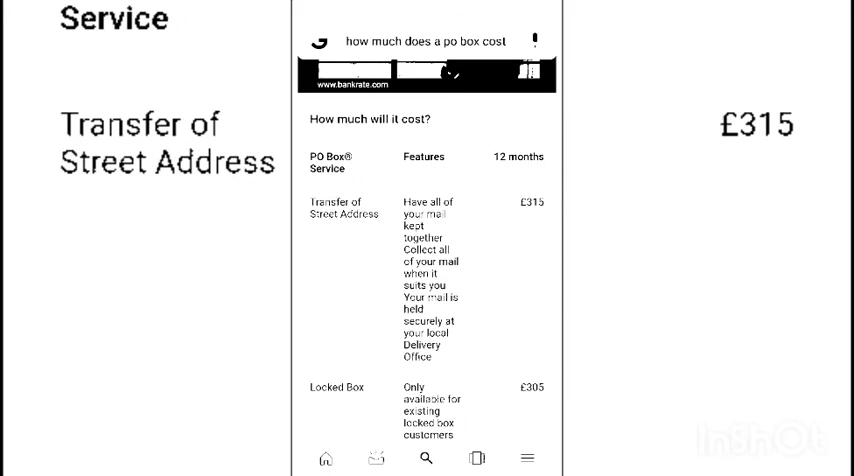 Service
Transfer of
Street Address
£315
G how much does a po box cost
www.bankrate.com
How much will it cost?
PO Box® Features 12 months
Service
Transfer of Have all of £315
Street Address your mail
kept
together
Collect all
of your mail
when it
suits you
Your mail is
held
securely at
your local
Delivery
Office
Locked Box Only £305
available for
existing
locked box
customers
InShOt